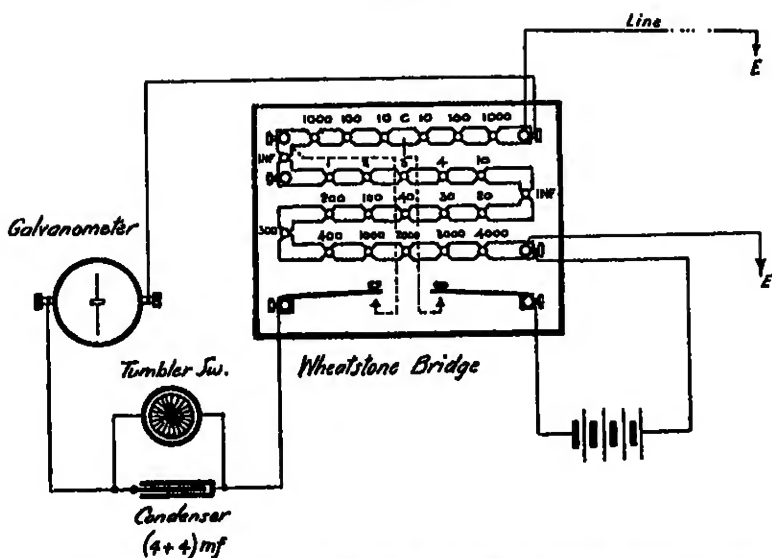 Line
E
1000 100 10 C 10 100 1000
INF
1 2 3 4 10
INF
200 100 40 30 20
300
400 1000 2000 3000 4000
E
Galvanometer
Tumbler Sw.
Wheatstone Bridge
Condenser
(4+4) mf